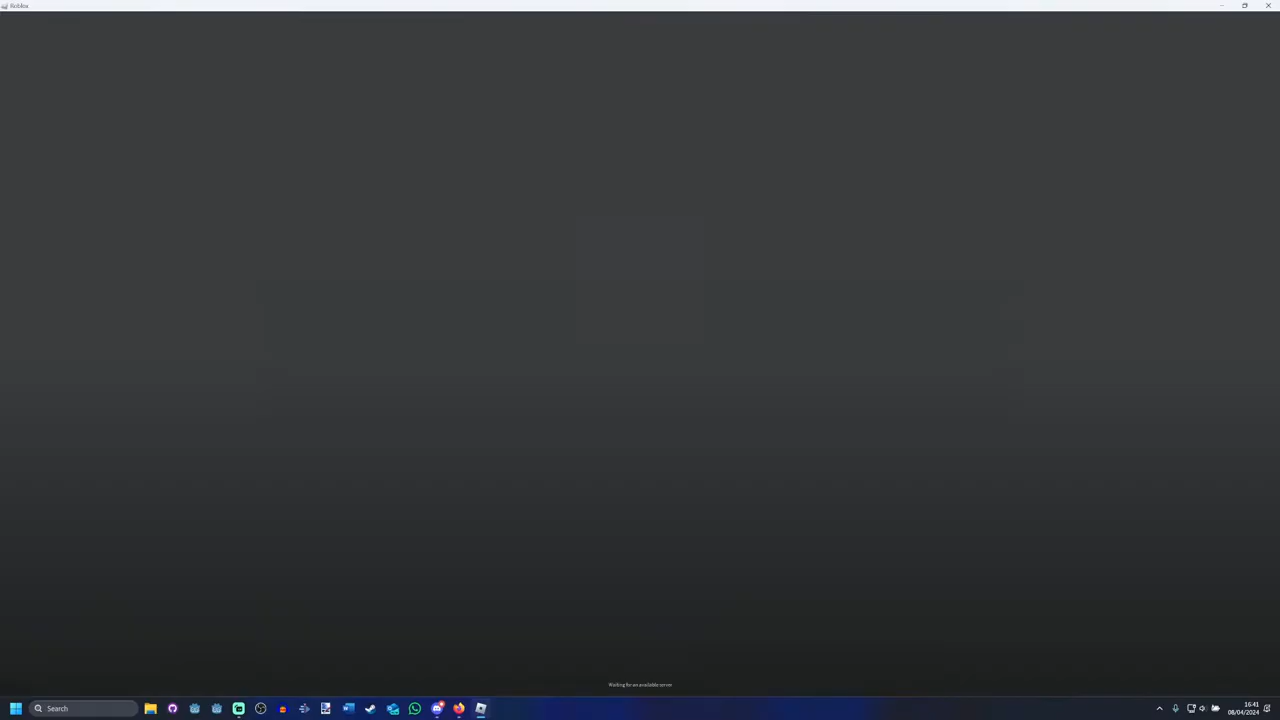 Roblox
Waiting for an available server
Search
16:41
08/04/2024